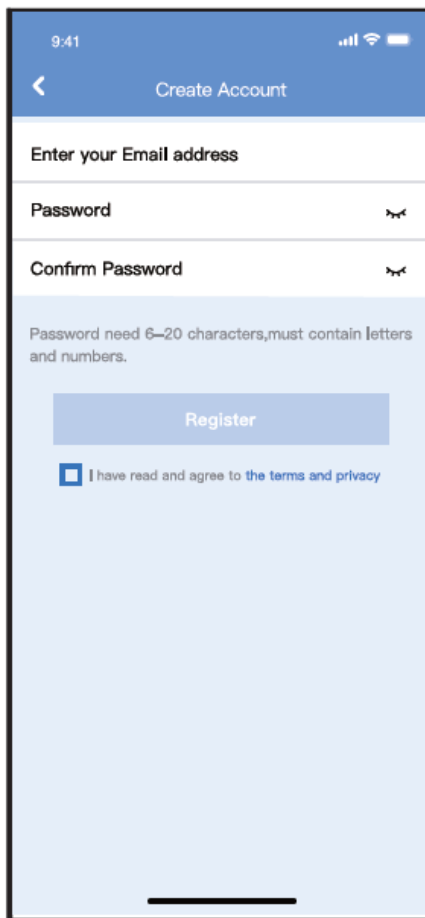 9:41
Create Account
Enter your Email address
Password
Confirm Password
Password need 6–20 characters,must contain letters
and numbers.
Register
I have read and agree to the terms and privacy